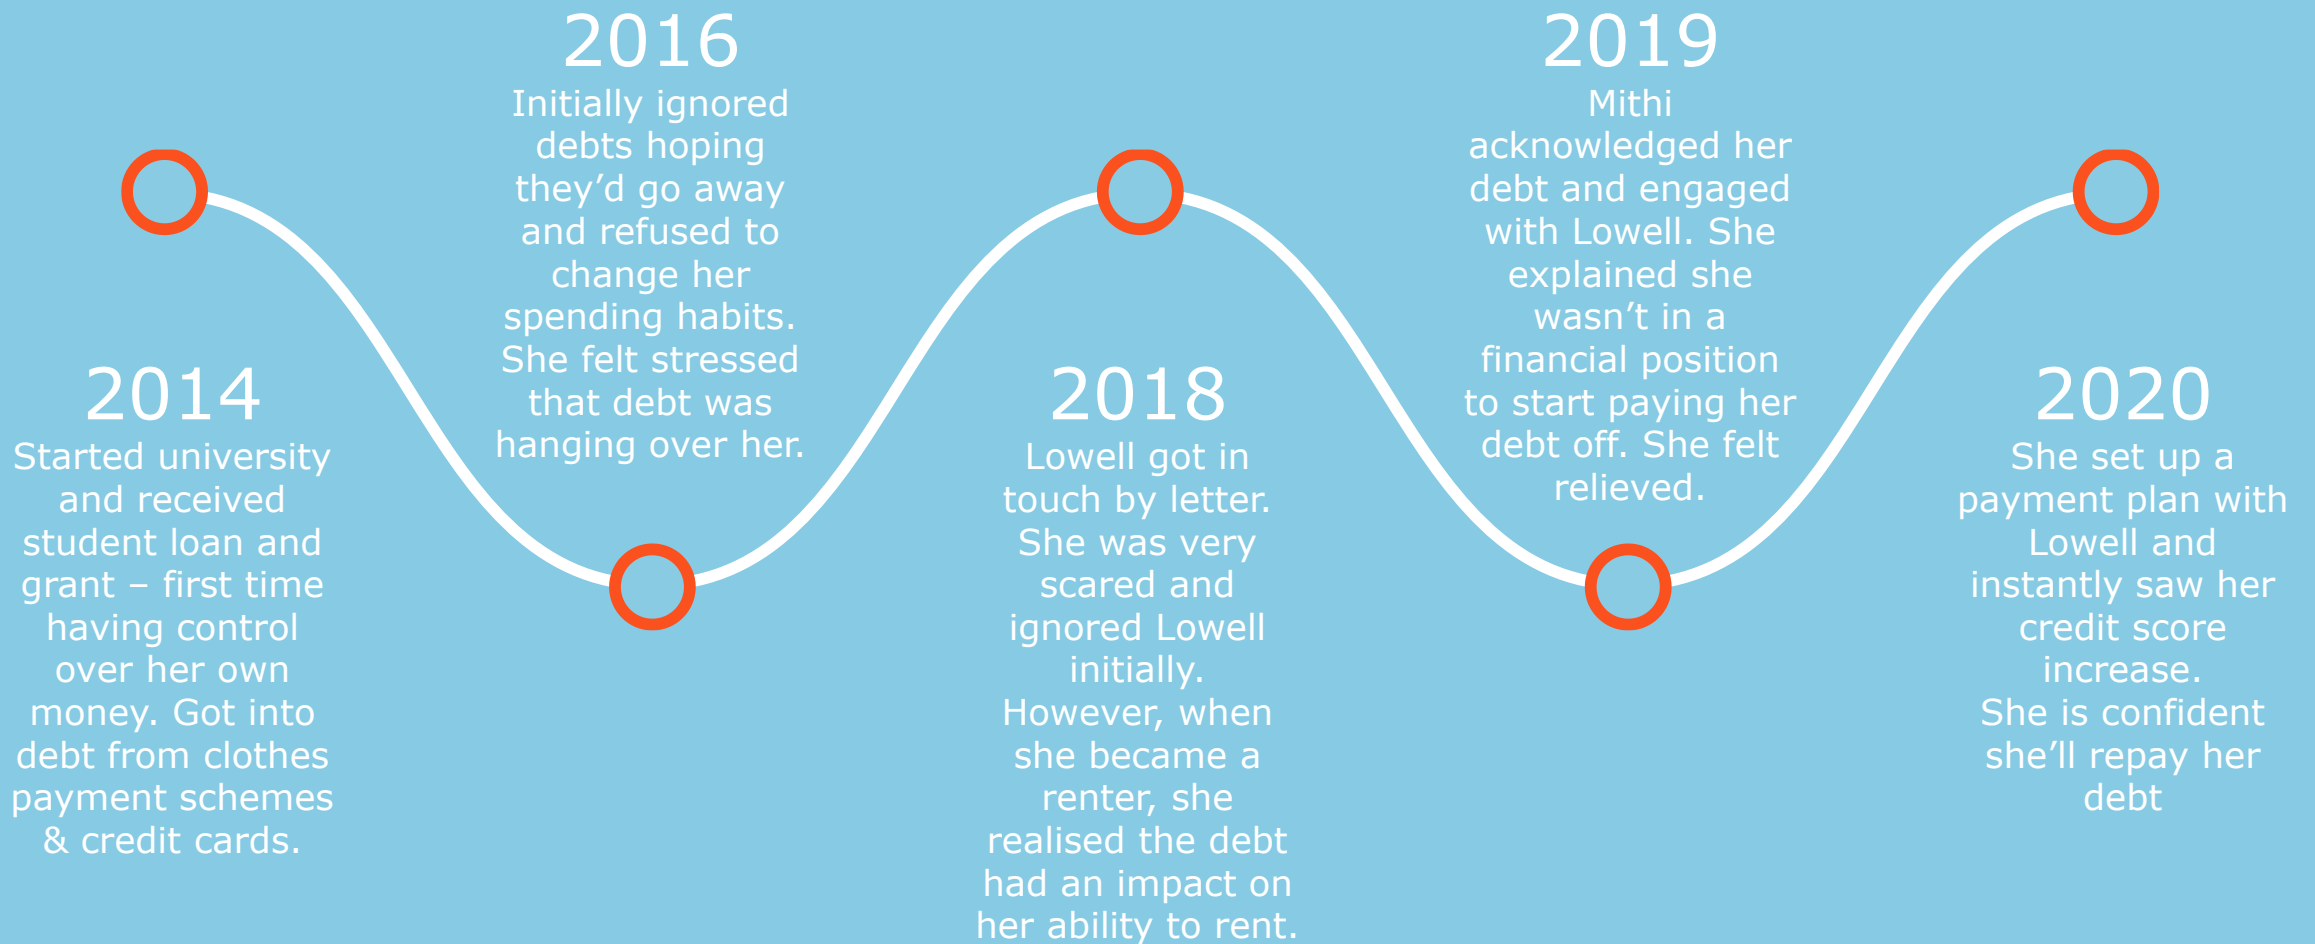 2014
Started university
and received
student loan and
grant – first time
having control
over her own
money. Got into
debt from clothes
payment schemes
& credit cards.
2016
Initially ignored
debts hoping
they’d go away
and refused to
change her
spending habits.
She felt stressed
that debt was
hanging over her.
2018
Lowell got in
touch by letter.
She was very
scared and
ignored Lowell
initially.
However, when
she became a
renter, she
realised the debt
had an impact on
her ability to rent.
2019
Mithi
acknowledged her
debt and engaged
with Lowell. She
explained she
wasn’t in a
financial position
to start paying her
debt off. She felt
relieved.
2020
She set up a
payment plan with
Lowell and
instantly saw her
credit score
increase.
She is confident
she’ll repay her
debt